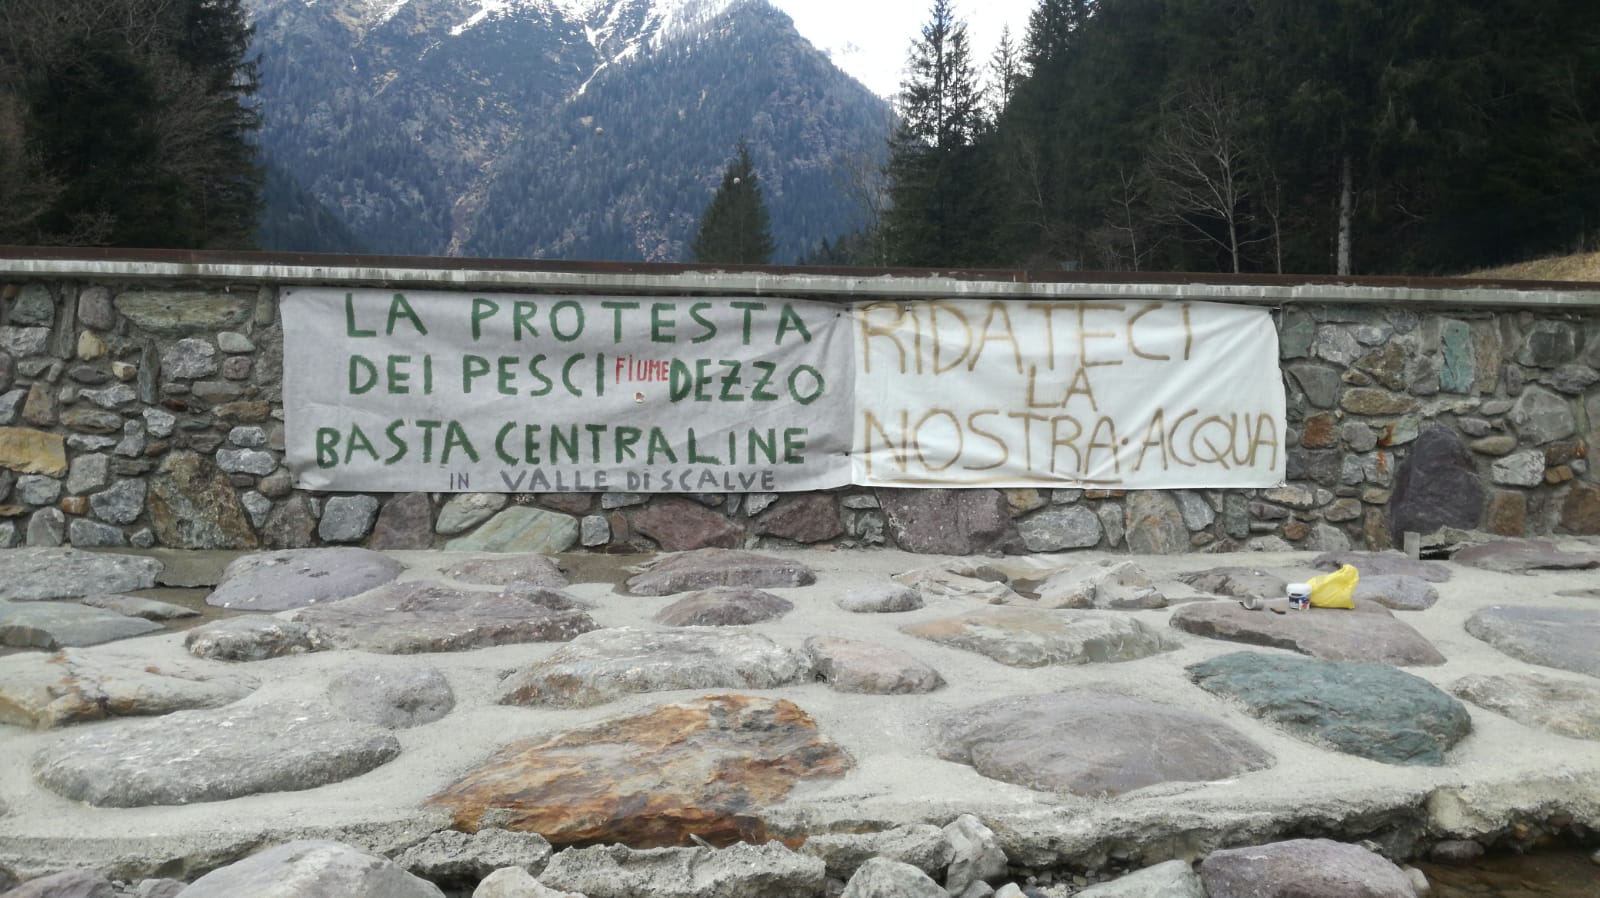 LA PROTESTA
DEI PESCI FIUME DEZZO
BASTA CENTRALINE
IN VALLE DI SCALVE
RIDATECI
LA
NOSTRA ACQUA